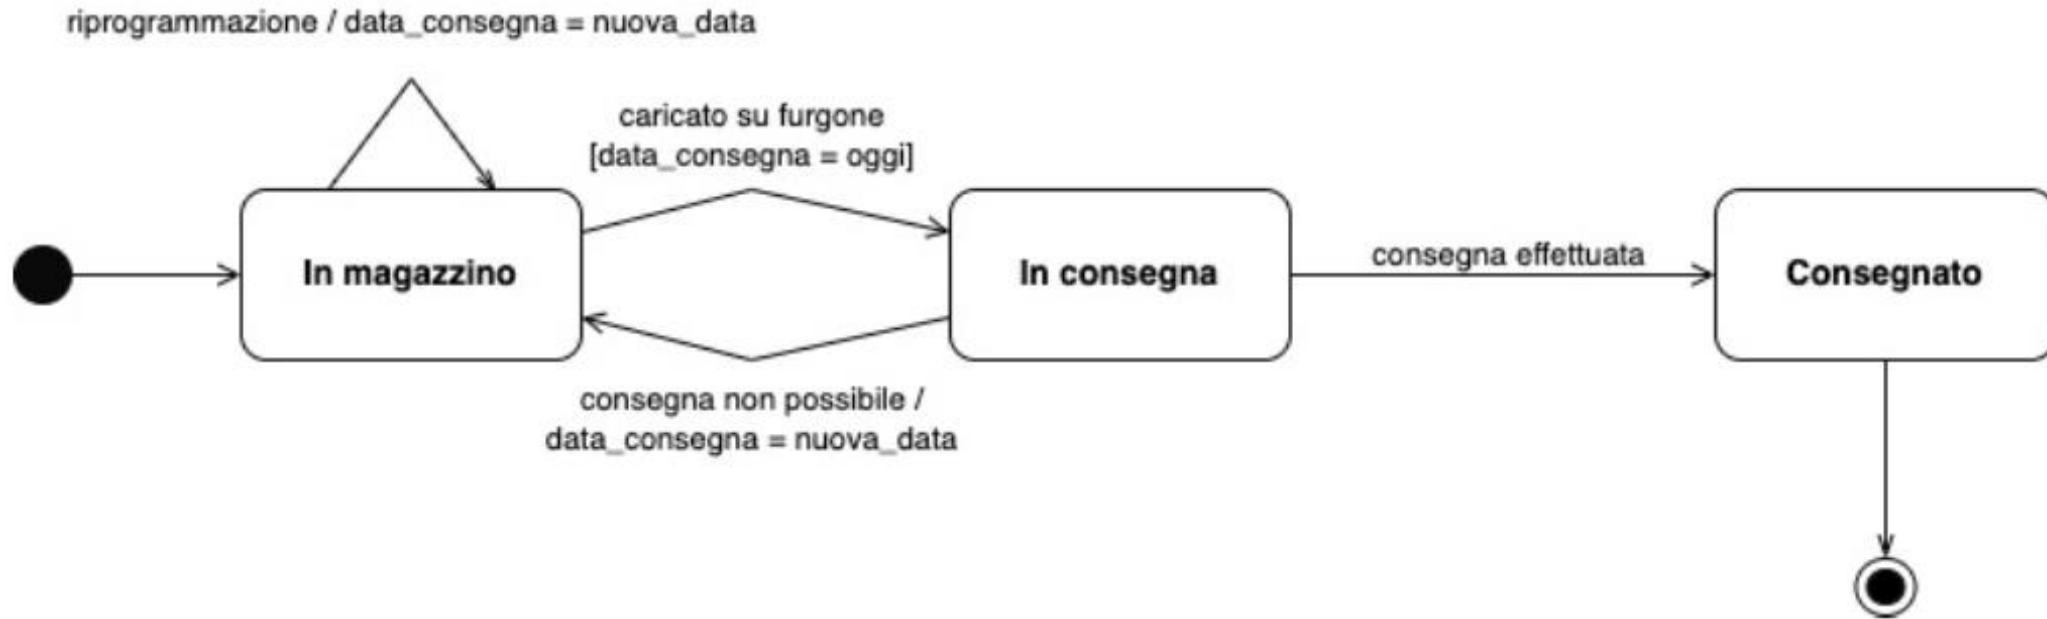 riprogrammazione / data_consegna = nuova_data
caricato su furgone
[data_consegna = oggi]
In magazzino
In consegna
consegna effettuata
Consegnato
consegna non possibile /
data_consegna = nuova_data